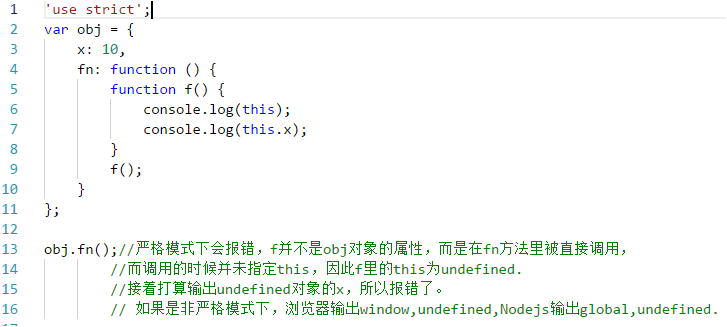 1 'use strict';
2 var obj = {
3 x: 10,
4 fn: function () {
5 function f() {
6 console.log(this);
7 console.log(this.x);
8 }
9 f();
10 }
11 };
12
13 obj.fn();//严格模式下会报错，f并不是obj对象的属性，而是在fn方法里被直接调用，
14 //而调用的时候并未指定this，因此f里的this为undefined.
15 //接着打算输出undefined对象的x，所以报错了。
16 // 如果是非严格模式下，浏览器输出window,undefined,Nodejs输出global,undefined.
17